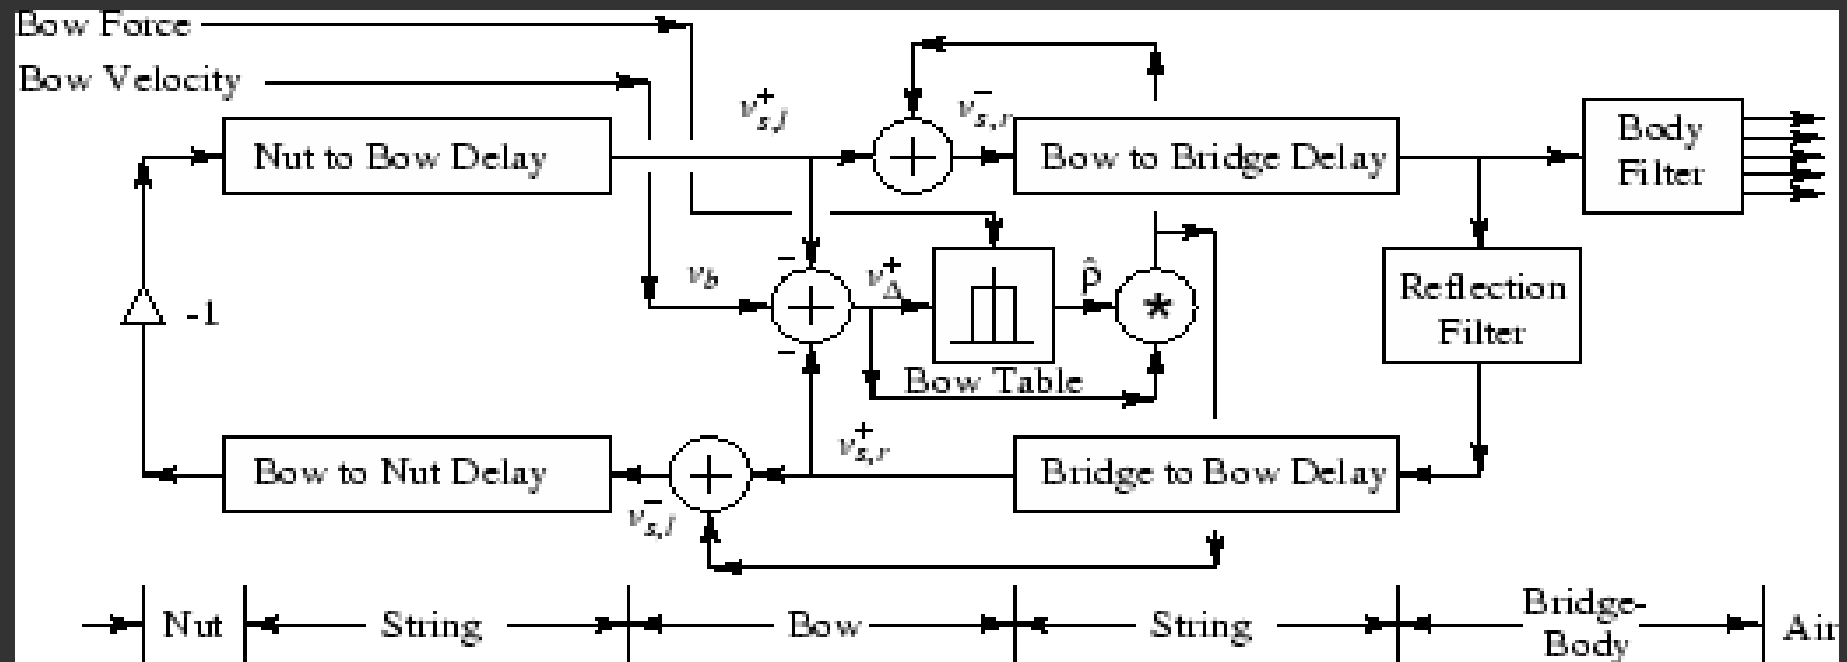 Bow Force
Bow Velocity
v⁺s,l
v⁻s,r
Nut to Bow Delay
+
Bow to Bridge Delay
Body
Filter
-
vb
+
v⁺Δ
ρ̂
*
Reflection
Filter
-1
-
Bow Table
v⁺s,r
Bow to Nut Delay
+
Bridge to Bow Delay
v⁻s,l
Nut
String
Bow
String
Bridge-
Body
Air